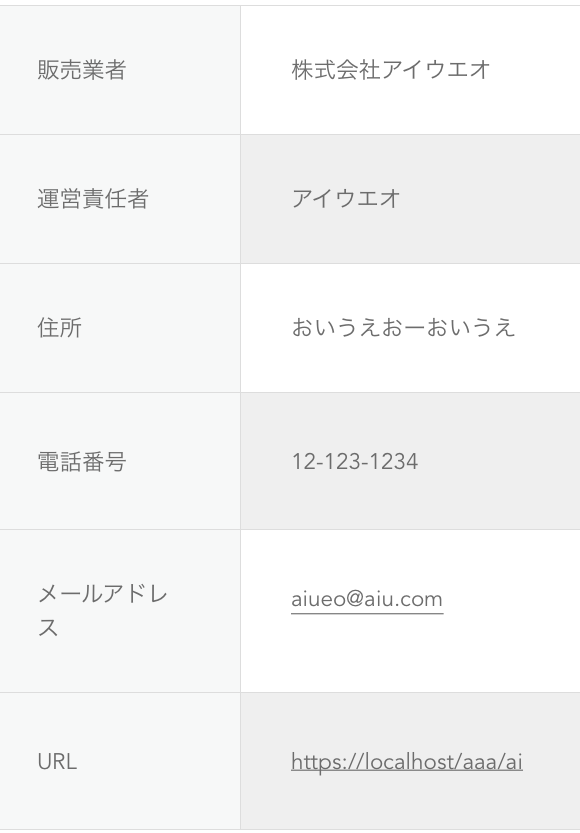 販売業者
株式会社アイウエオ
運営責任者
アイウエオ
住所
おいうえおーおいうえ
電話番号
12-123-1234
メールアドレ
ス
aiueo@aiu.com
URL
https://localhost/aaa/ai